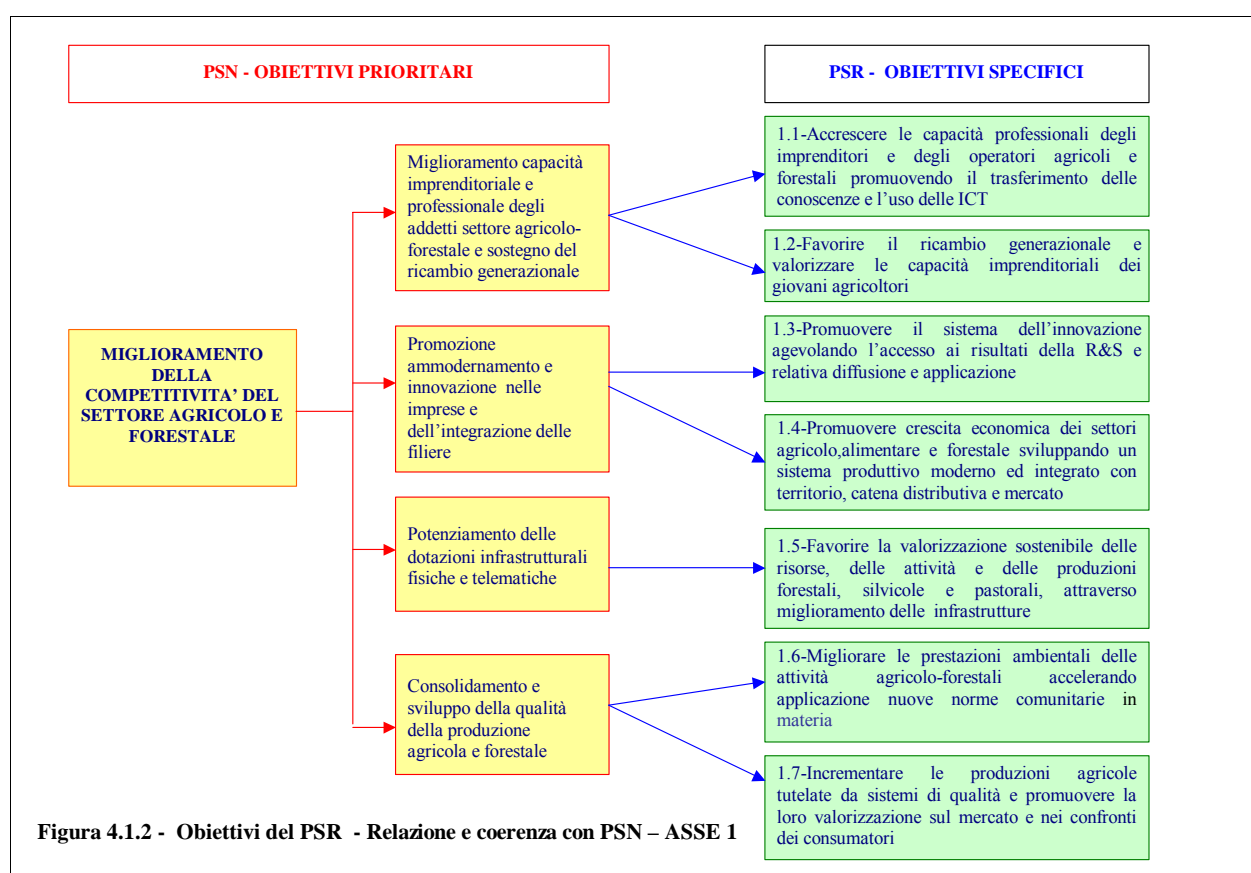 PSN - OBIETTIVI PRIORITARI
PSR - OBIETTIVI SPECIFICI
MIGLIORAMENTO
DELLA
COMPETITIVITA’ DEL
SETTORE AGRICOLO E
FORESTALE
Miglioramento capacità
imprenditoriale e
professionale degli
addetti settore agricolo-
forestale e sostegno del
ricambio generazionale
1.1-Accrescere le capacità professionali degli
imprenditori e degli operatori agricoli e
forestali promuovendo il trasferimento delle
conoscenze e l’uso delle ICT
1.2-Favorire il ricambio generazionale e
valorizzare le capacità imprenditoriali dei
giovani agricoltori
Promozione
ammodernamento e
innovazione nelle
imprese e
dell’integrazione delle
filiere
1.3-Promuovere il sistema dell’innovazione
agevolando l’accesso ai risultati della R&S e
relativa diffusione e applicazione
1.4-Promuovere crescita economica dei settori
agricolo,alimentare e forestale sviluppando un
sistema produttivo moderno ed integrato con
territorio, catena distributiva e mercato
Potenziamento delle
dotazioni infrastrutturali
fisiche e telematiche
1.5-Favorire la valorizzazione sostenibile delle
risorse, delle attività e delle produzioni
forestali, silvicole e pastorali, attraverso
miglioramento delle infrastrutture
Consolidamento e
sviluppo della qualità
della produzione
agricola e forestale
1.6-Migliorare le prestazioni ambientali delle
attività agricolo-forestali accelerando
applicazione nuove norme comunitarie in
materia
1.7-Incrementare le produzioni agricole
tutelate da sistemi di qualità e promuovere la
loro valorizzazione sul mercato e nei confronti
dei consumatori
Figura 4.1.2 - Obiettivi del PSR - Relazione e coerenza con PSN – ASSE 1